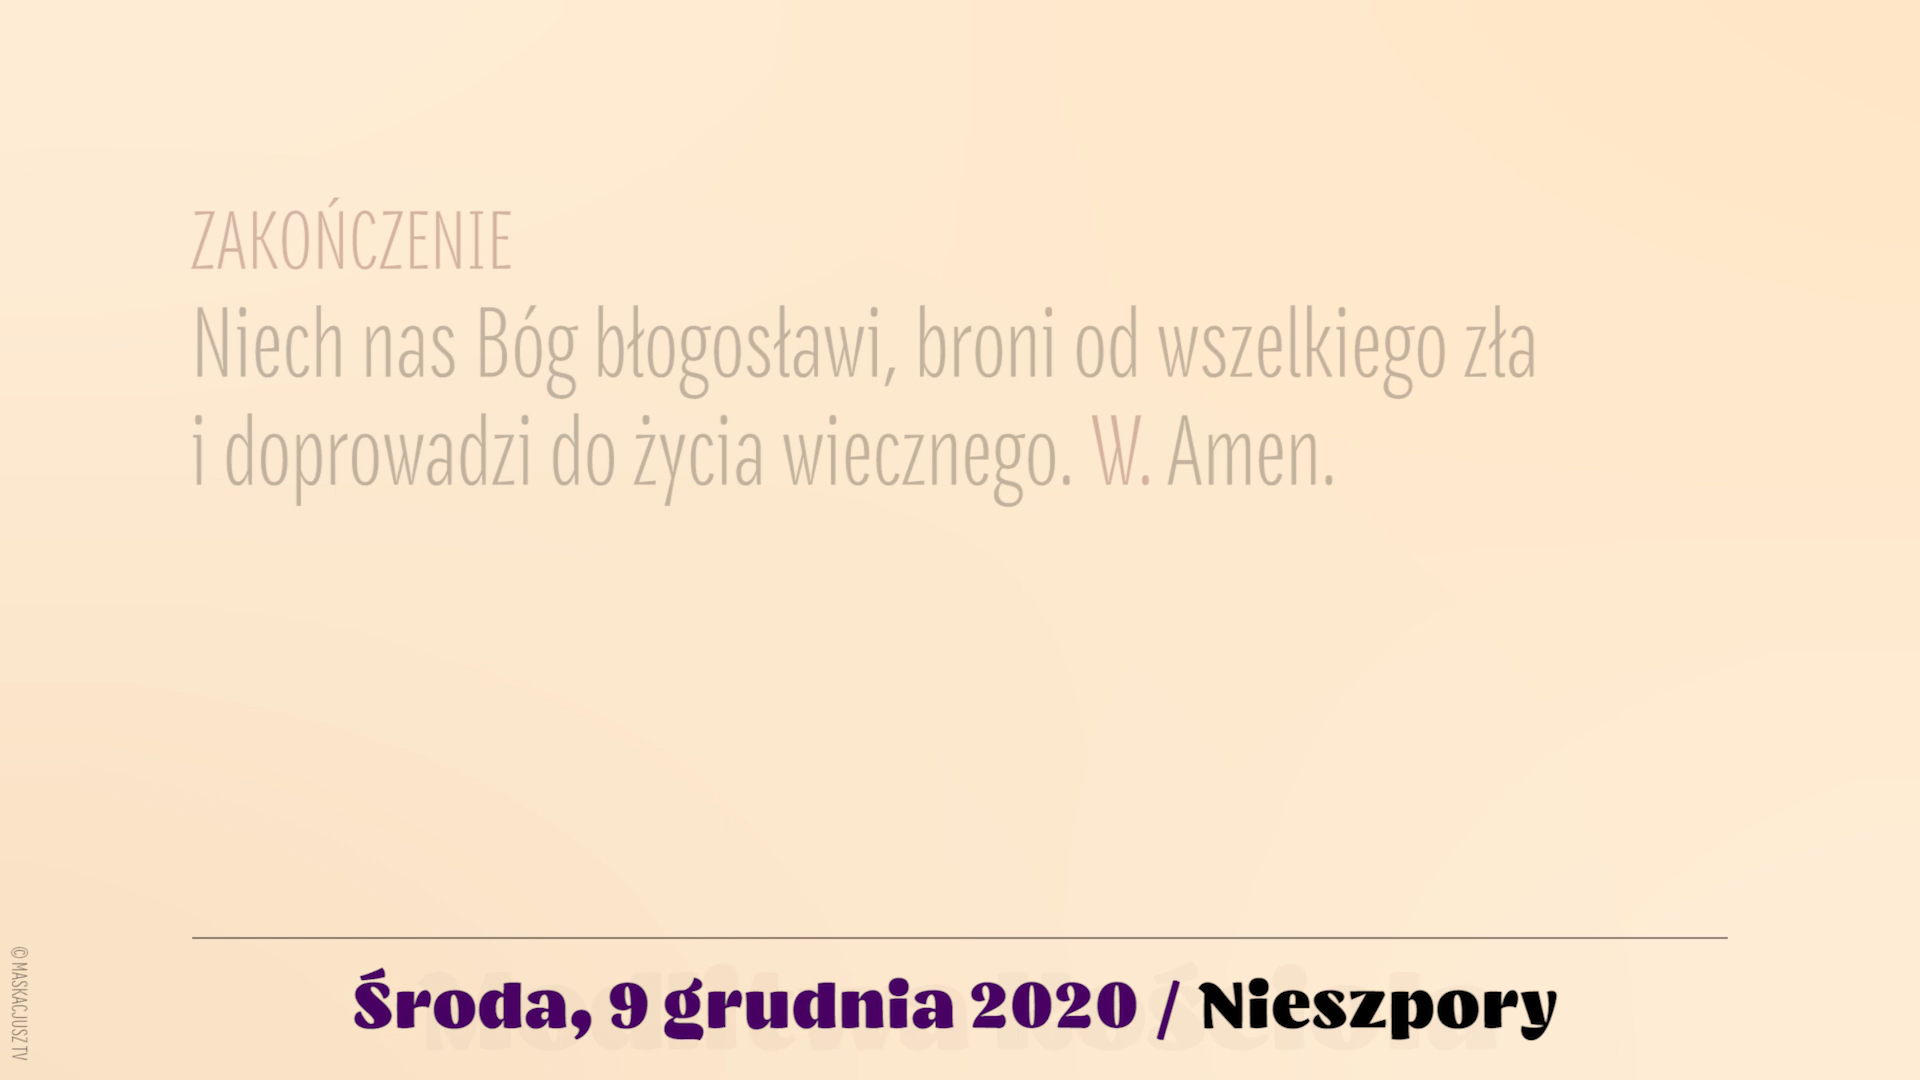 ZAKOŃCZENIE
Niech nas Bóg błogosławi, broni od wszelkiego zła
i doprowadzi do życia wiecznego. W. Amen.
Środa, 9 grudnia 2020 / Nieszpory
© MASKACJUSZ TV